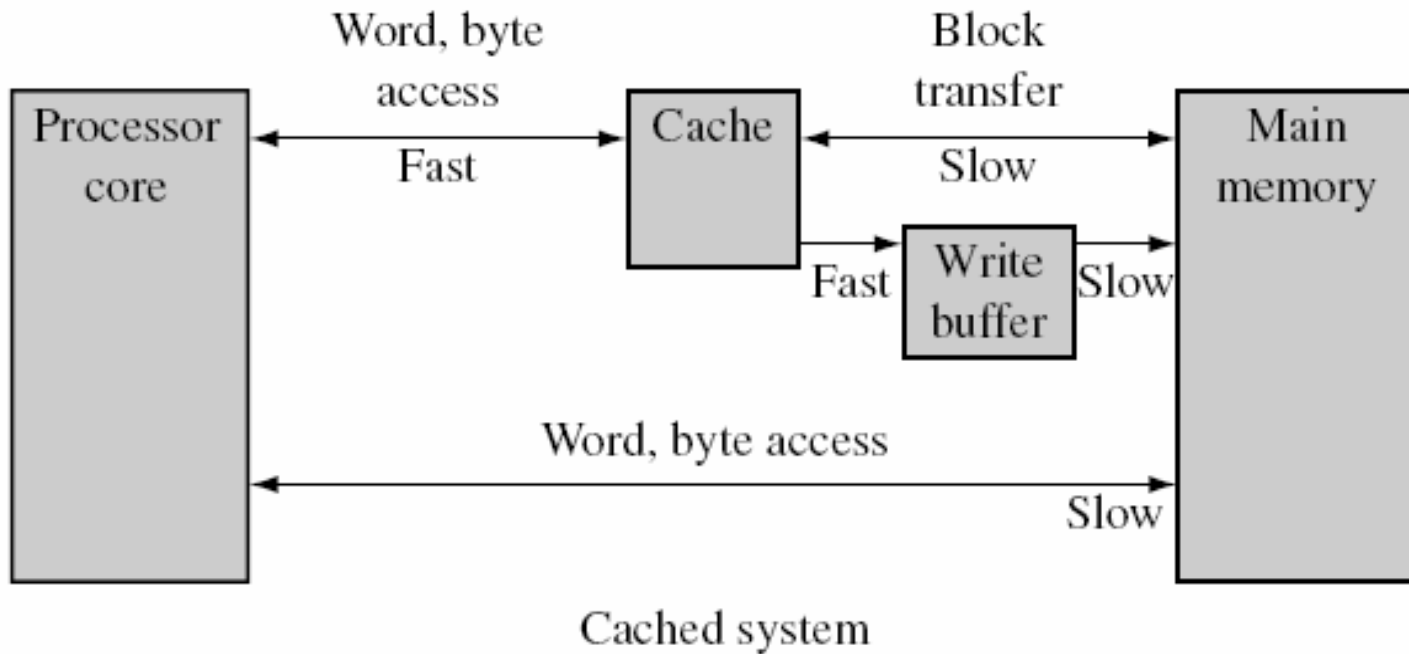 Word, byte
access
Block
transfer
Processor
core
Fast
Cache
Slow
Main
memory
Fast
Write
buffer
Slow
Word, byte access
Slow
Cached system